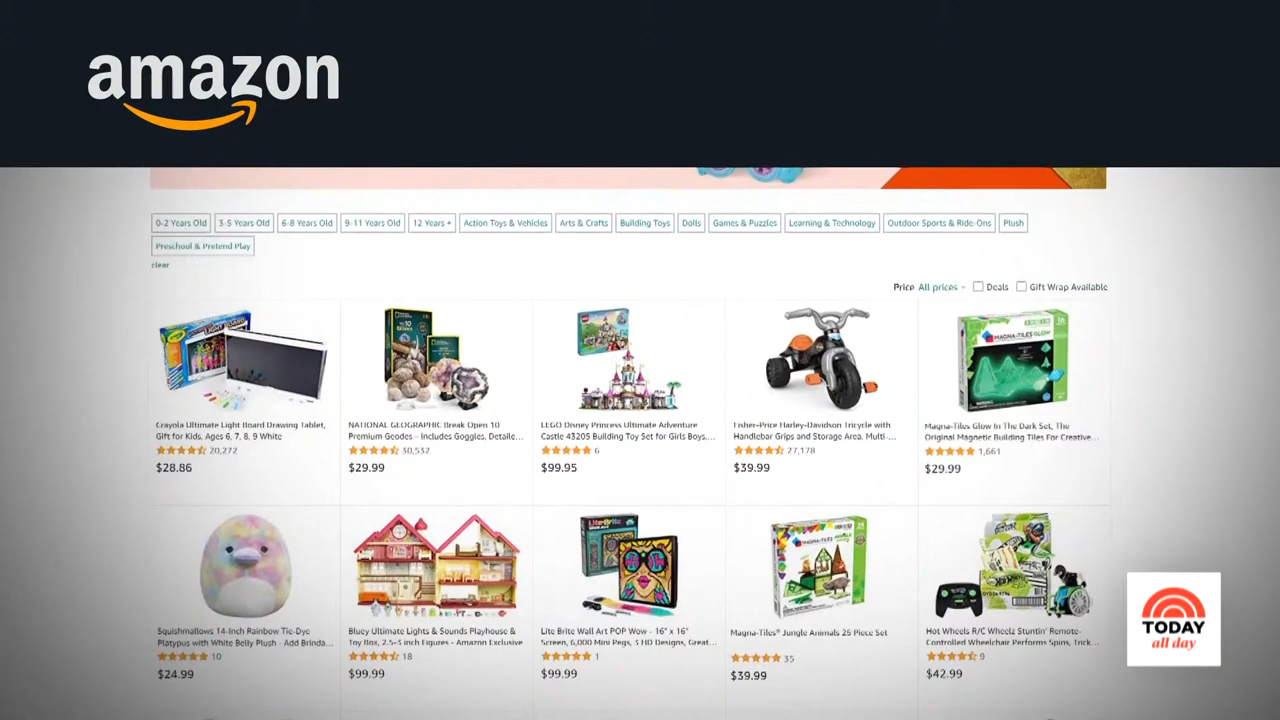 amazon
0-2 Years Old
3-5 Years Old
6-8 Years Old
9-11 Years Old
12 Years +
Action Toys & Vehicles
Arts & Crafts
Building Toys
Dolls
Games & Puzzles
Learning & Technology
Outdoor Sports & Ride-Ons
Plush
Preschool & Pretend Play
clear
Price All prices
Deals
Gift Wrap Available
Crayola Ultimate Light Board Drawing Tablet,
Gift for Kids, Ages 6, 7, 8, 9 White
20,272
$28.86
NATIONAL GEOGRAPHIC Break Open 10
Premium Geodes – Includes Goggles, Detaile...
30,532
$29.99
LEGO Disney Princess Ultimate Adventure
Castle 43205 Building Toy Set for Girls Boys,...
6
$99.95
Fisher-Price Harley-Davidson Tricycle with
Handlebar Grips and Storage Area, Multi-...
27,178
$39.99
MAGNA-TILES GLOW
Magna-Tiles Glow In The Dark Set, The
Original Magnetic Building Tiles For Creative...
1,661
$29.99
Squishmallows 14-Inch Rainbow Tie-Dye
Platypus with White Belly Plush - Add Brinda...
10
$24.99
Bluey Ultimate Lights & Sounds Playhouse &
Toy Box, 2.5-3 inch Figures - Amazon Exclusive
18
$99.99
Lite-Brite
Lite Brite Wall Art POP Wow - 16" x 16"
Screen, 6,000 Mini Pegs, 3 HD Designs, Great...
1
$99.99
MAGNA-TILES
Magna-Tiles® Jungle Animals 25 Piece Set
35
$39.99
Hot Wheels R/C Wheelz Stuntin' Remote-
Controlled Wheelchair Performs Spins, Trick...
9
$42.99
TODAY
all day